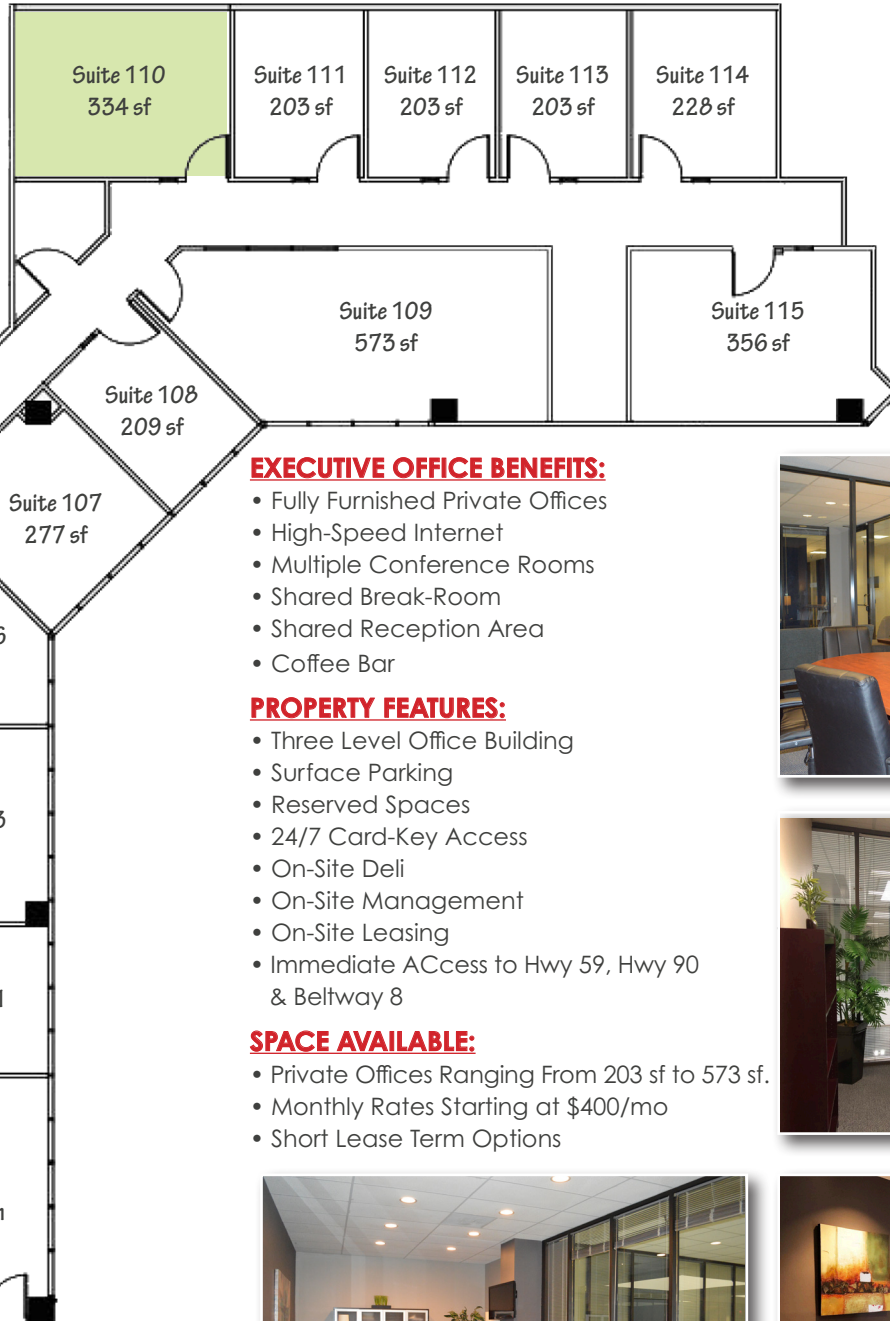 Suite 110
334 sf
Suite 111
203 sf
Suite 112
203 sf
Suite 113
203 sf
Suite 114
228 sf
Suite 109
573 sf
Suite 115
356 sf
Suite 108
209 sf
Suite 107
277 sf
EXECUTIVE OFFICE BENEFITS:
• Fully Furnished Private Offices
• High-Speed Internet
• Multiple Conference Rooms
• Shared Break-Room
• Shared Reception Area
• Coffee Bar
PROPERTY FEATURES:
• Three Level Office Building
• Surface Parking
• Reserved Spaces
• 24/7 Card-Key Access
• On-Site Deli
• On-Site Management
• On-Site Leasing
• Immediate ACcess to Hwy 59, Hwy 90
& Beltway 8
SPACE AVAILABLE:
• Private Offices Ranging From 203 sf to 573 sf.
• Monthly Rates Starting at $400/mo
• Short Lease Term Options